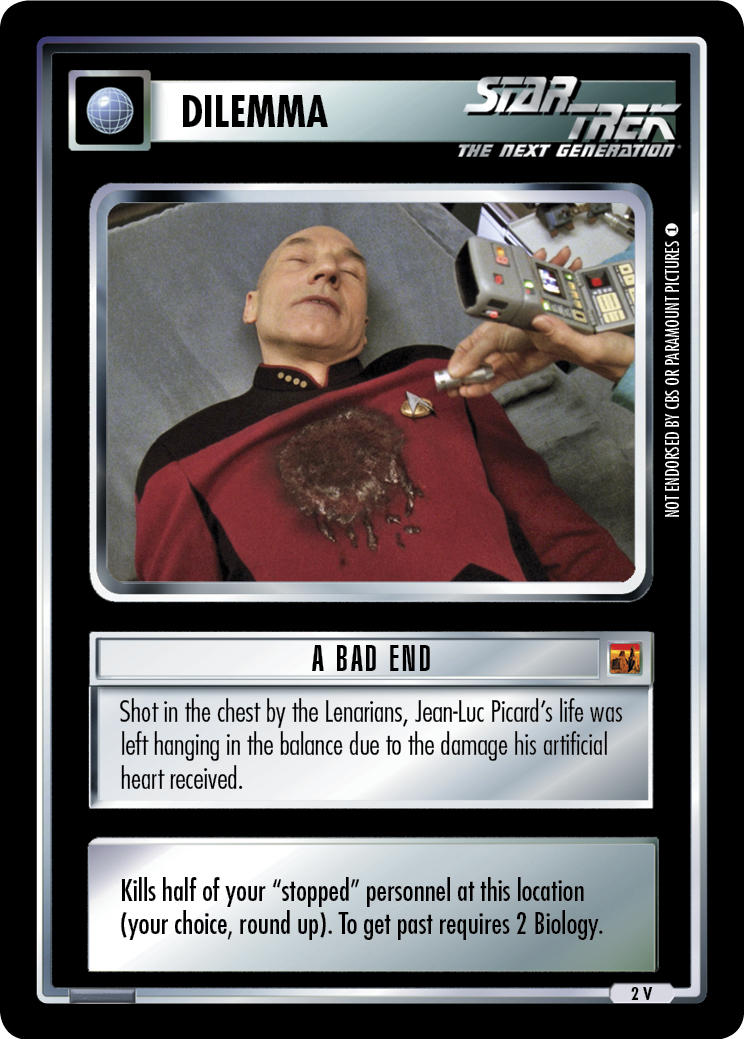 DILEMMA
STAR TREK
THE NEXT GENERATION
NOT ENDORSED BY CBS OR PARAMOUNT PICTURES 1
A BAD END
Shot in the chest by the Lenarians, Jean-Luc Picard's life was
left hanging in the balance due to the damage his artificial
heart received.
Kills half of your “stopped” personnel at this location
(your choice, round up). To get past requires 2 Biology.
2 V